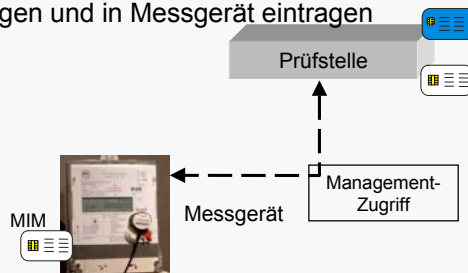 gen und in Messgerät eintragen
Prüfstelle
Management-
Zugriff
Messgerät
MIM